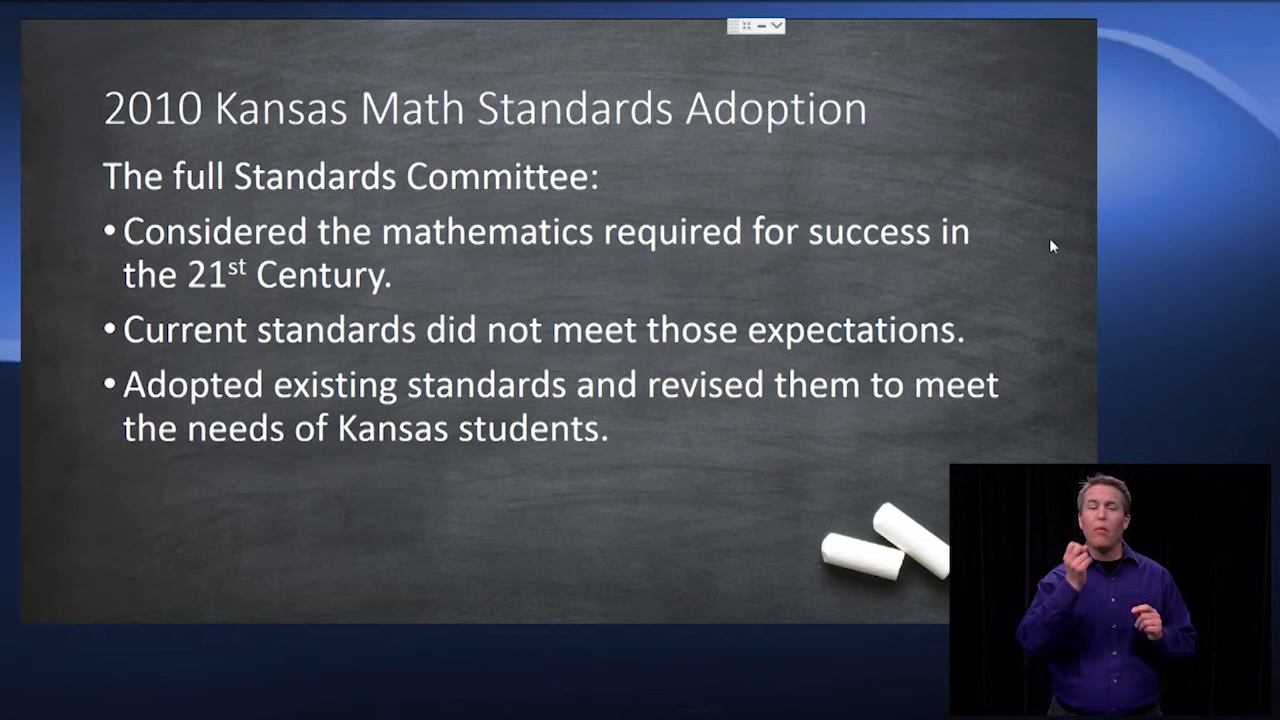 2010 Kansas Math Standards Adoption
The full Standards Committee:
• Considered the mathematics required for success in
the 21st Century.
• Current standards did not meet those expectations.
• Adopted existing standards and revised them to meet
the needs of Kansas students.